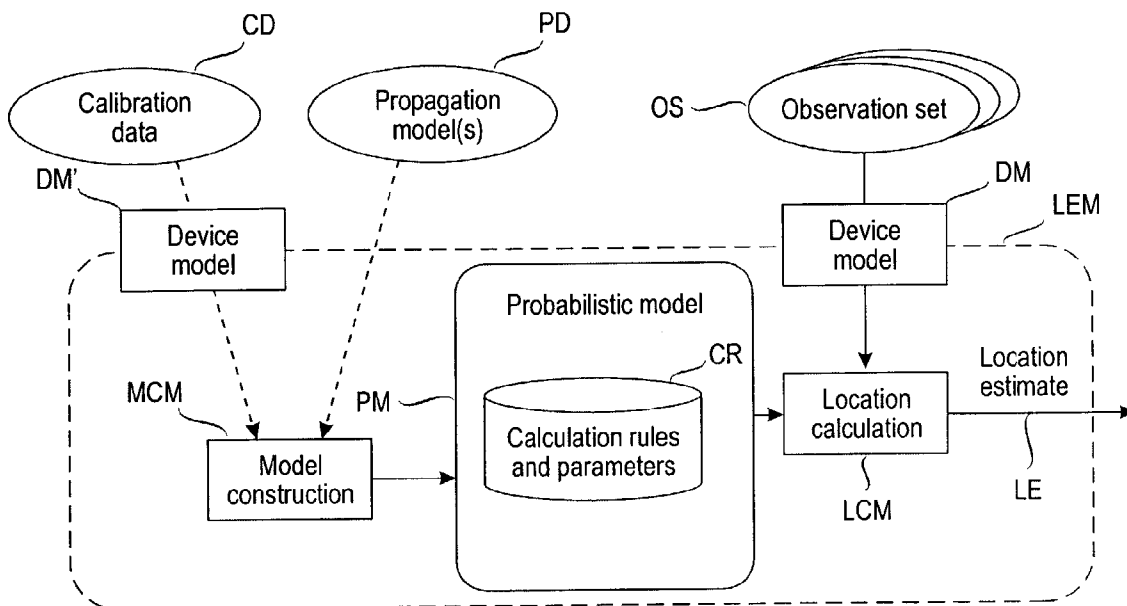 CD
PD
Calibration
data
Propagation
model(s)
OS
Observation set
DM'
DM
LEM
Device
model
Device
model
Probabilistic model
CR
MCM
PM
Location
estimate
Calculation rules
and parameters
Location
calculation
Model
construction
LCM
LE